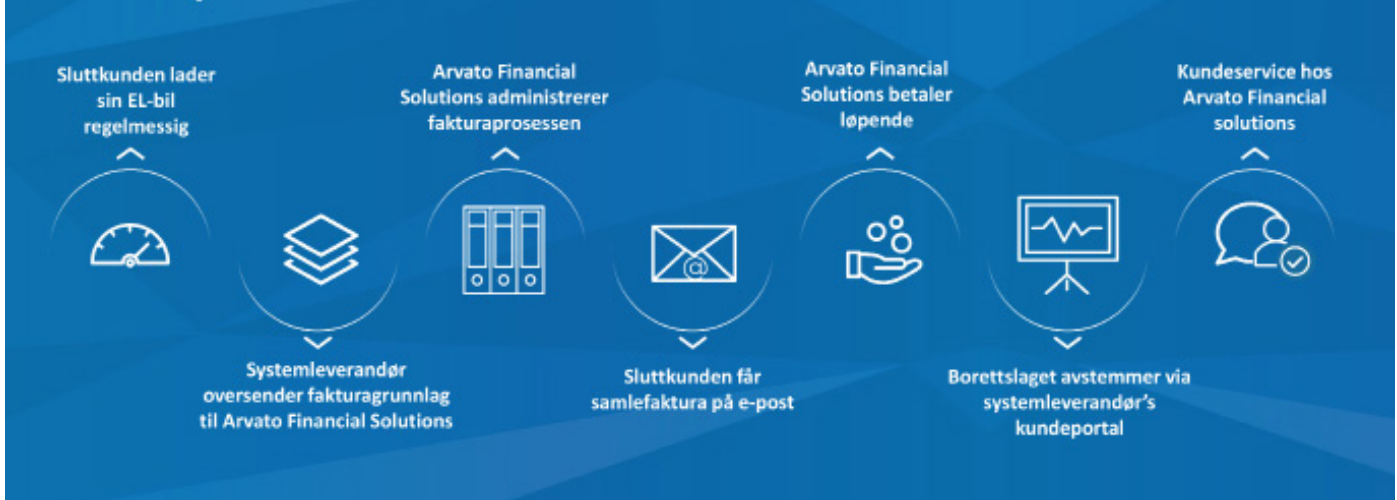 Sluttkunden lader
sin EL-bil
regelmessig
Systemleverandør
oversender fakturagrunnlag
til Arvato Financial Solutions
Arvato Financial
Solutions administrerer
fakturaprosessen
Sluttkunden får
samlefaktura på e-post
Arvato Financial
Solutions betaler
løpende
Borettslaget avstemmer via
systemleverandør's
kundeportal
Kundeservice hos
Arvato Financial
solutions
@